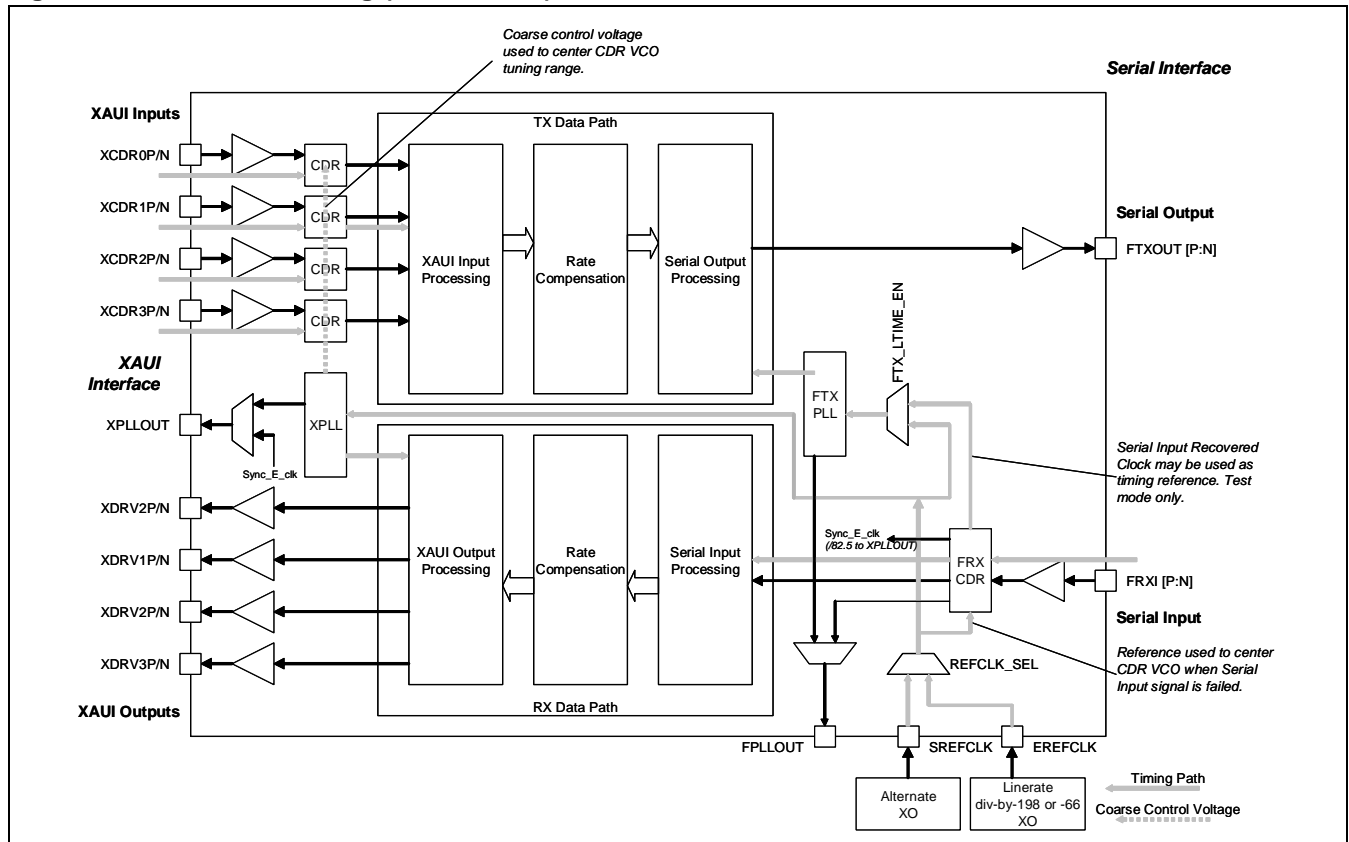 Coarse control voltage
used to center CDR VCO
tuning range.
Serial Interface
XAUI Inputs
TX Data Path
XCDR0P/N
CDR
XCDR1P/N
CDR
XCDR2P/N
CDR
XCDR3P/N
CDR
XAUI Input
Processing
Rate
Compensation
Serial Output
Processing
Serial Output
FTXOUT [P:N]
FTX_LTIME_EN
XAUI
Interface
FTX
PLL
XPLLOUT
XPLL
Sync_E_clk
Serial Input Recovered
Clock may be used as
timing reference. Test
mode only.
XDRV2P/N
XDRV1P/N
XDRV2P/N
XDRV3P/N
XAUI Output
Processing
Rate
Compensation
Serial Input
Processing
Sync_E_clk
(/82.5 to XPLLOUT)
FRX
CDR
FRXI [P:N]
Serial Input
REFCLK_SEL
Reference used to center
CDR VCO when Serial
Input signal is failed.
XAUI Outputs
RX Data Path
FPLLOUT
SREFCLK
EREFCLK
Alternate
XO
Linerate
div-by-198 or -66
XO
Timing Path
Coarse Control Voltage